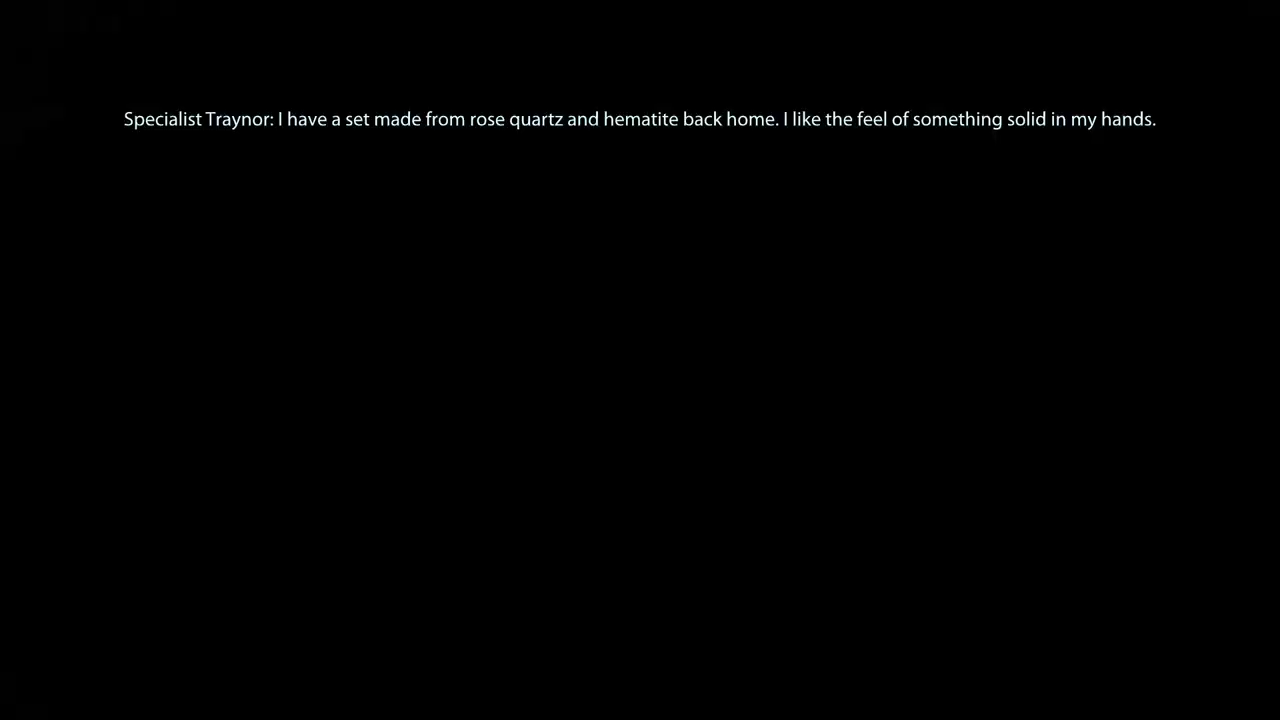 Specialist Traynor: I have a set made from rose quartz and hematite back home. I like the feel of something solid in my hands.